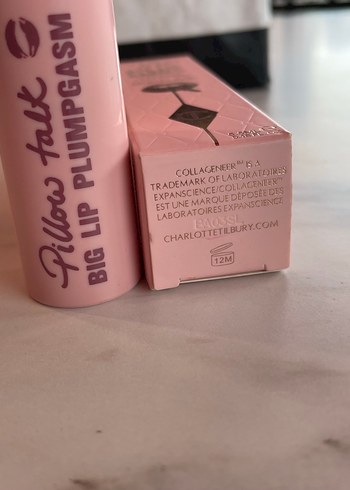 Pillow talk
BIG LIP PLUMPGASM
COLLAGENEER™ IS A
TRADEMARK OF LABORATOIRES
EXPANSCIENCE/COLLAGENEER™
EST UNE MARQUE DÉPOSÉE DES
LABORATOIRES EXPANSCIENCE
CHARLOTTETILBURY.COM
12M